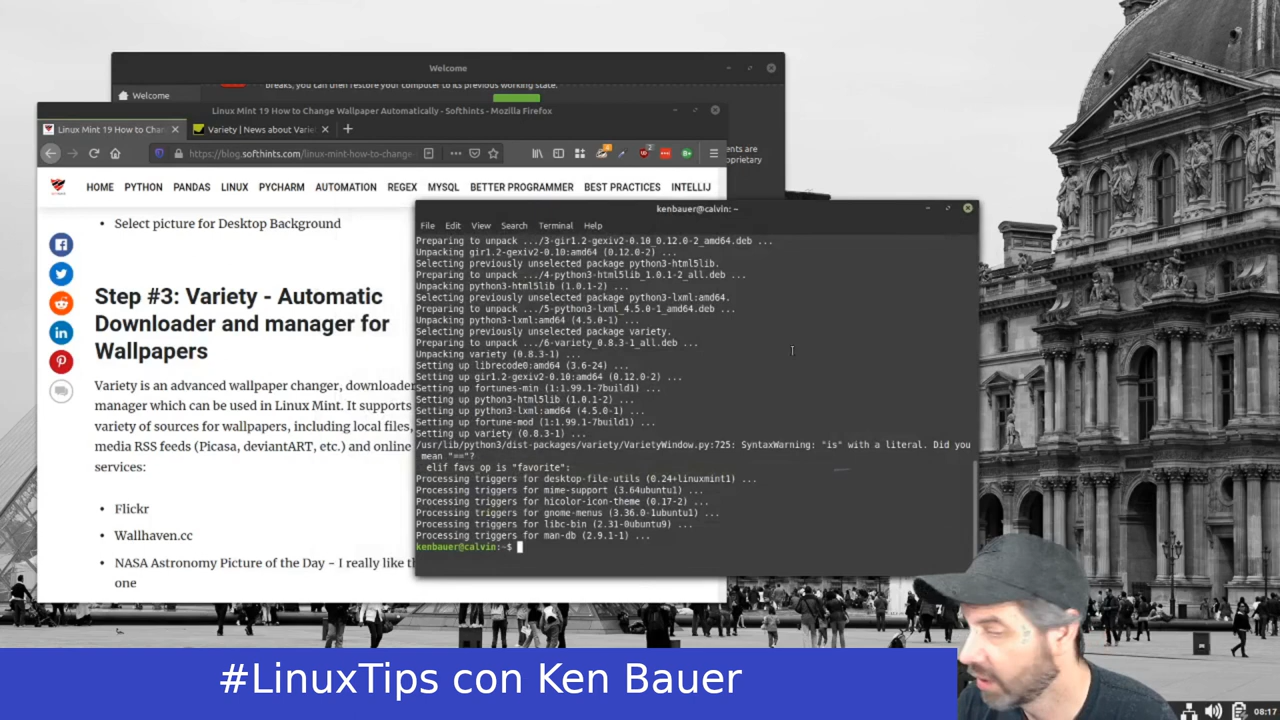 Welcome
Welcome
breaks, you can then restore your computer to its previous working state.
Linux Mint 19 How to Change Wallpaper Automatically - Softhints - Mozilla Firefox
Linux Mint 19 How to Chan
Variety | News about Varie
https://blog.softhints.com/linux-mint-how-to-change-
ents are
oprietary
HOME PYTHON PANDAS LINUX PYCHARM AUTOMATION REGEX MYSQL BETTER PROGRAMMER BEST PRACTICES INTELLIJ
• Select picture for Desktop Background
Step #3: Variety - Automatic
Downloader and manager for
Wallpapers
Variety is an advanced wallpaper changer, downloader
manager which can be used in Linux Mint. It supports
variety of sources for wallpapers, including local files,
media RSS feeds (Picasa, deviantART, etc.) and online
services:
• Flickr
• Wallhaven.cc
• NASA Astronomy Picture of the Day - I really like th
one
kenbauer@calvin: ~
File Edit View Search Terminal Help
Preparing to unpack .../3-gir1.2-gexiv2-0.10_0.12.0-2_amd64.deb ...
Unpacking gir1.2-gexiv2-0.10:amd64 (0.12.0-2) ...
Selecting previously unselected package python3-html5lib.
Preparing to unpack .../4-python3-html5lib_1.0.1-2_all.deb ...
Unpacking python3-html5lib (1.0.1-2) ...
Selecting previously unselected package python3-lxml:amd64.
Preparing to unpack .../5-python3-lxml_4.5.0-1_amd64.deb ...
Unpacking python3-lxml:amd64 (4.5.0-1) ...
Selecting previously unselected package variety.
Preparing to unpack .../6-variety_0.8.3-1_all.deb ...
Unpacking variety (0.8.3-1) ...
Setting up librecode0:amd64 (3.6-24) ...
Setting up gir1.2-gexiv2-0.10:amd64 (0.12.0-2) ...
Setting up fortunes-min (1:1.99.1-7build1) ...
Setting up python3-html5lib (1.0.1-2) ...
Setting up python3-lxml:amd64 (4.5.0-1) ...
Setting up fortune-mod (1:1.99.1-7build1) ...
Setting up variety (0.8.3-1) ...
/usr/lib/python3/dist-packages/variety/VarietyWindow.py:725: SyntaxWarning: "is" with a literal. Did you
mean "=="?
elif favs_op is "favorite":
Processing triggers for desktop-file-utils (0.24+linuxmint1) ...
Processing triggers for mime-support (3.64ubuntu1) ...
Processing triggers for hicolor-icon-theme (0.17-2) ...
Processing triggers for gnome-menus (3.36.0-1ubuntu1) ...
Processing triggers for libc-bin (2.31-0ubuntu9) ...
Processing triggers for man-db (2.9.1-1) ...
kenbauer@calvin:~$
#LinuxTips con Ken Bauer
08:17